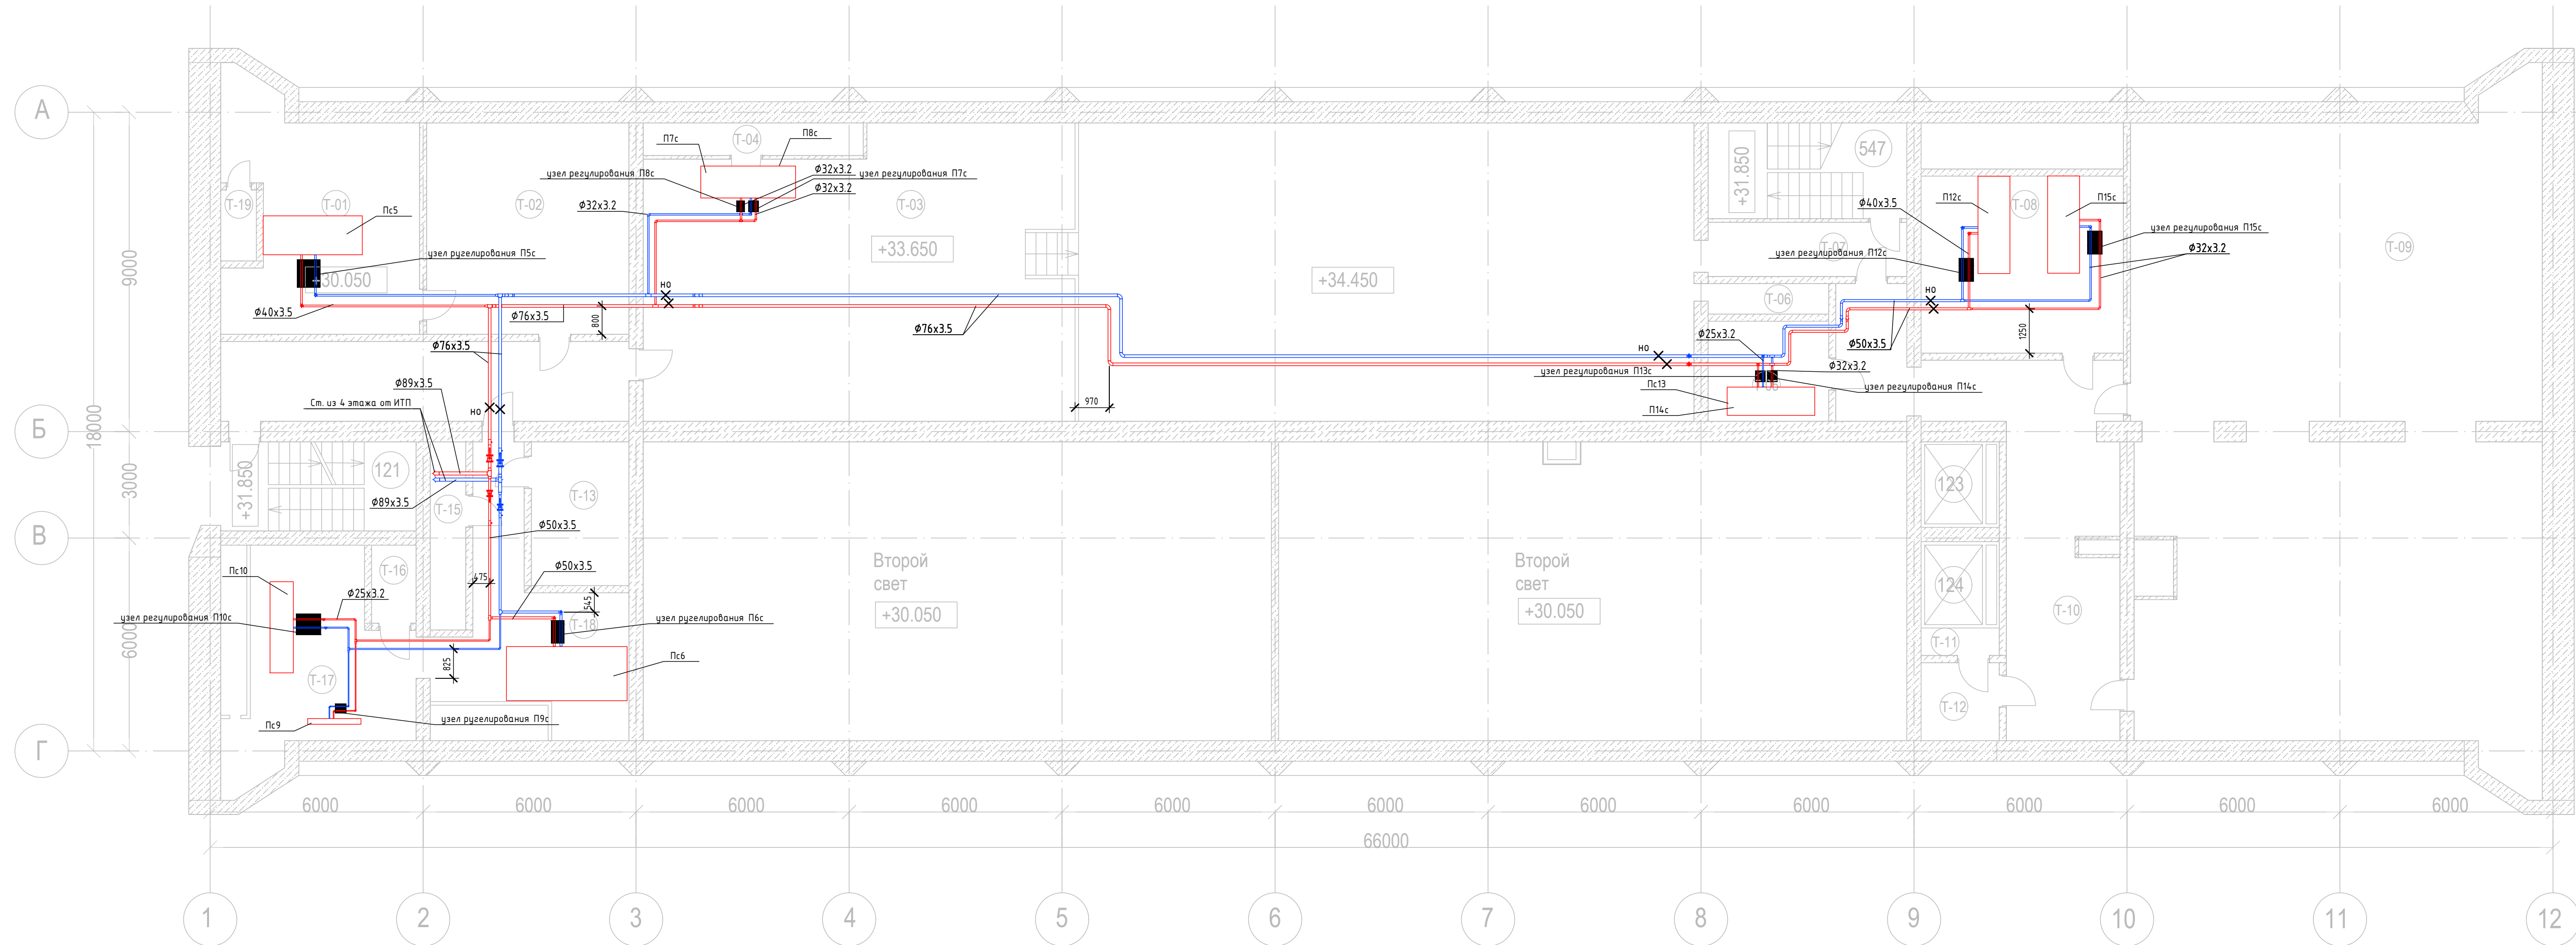 А
Б
В
Г
9000
3000
6000
18000
Т-19
Т-01
Пс5
узел ругелирования П5с
+30.050
Ф40х3.5
Т-02
П7с
Т-04
П8с
узел регулирования П8с
Ф32х3.2
узел регулирования П7с
Ф32х3.2
Ф32х3.2
Т-03
+33.650
но
Ф76х3.5
800
Ф76х3.5
Ф76х3.5
Ф89х3.5
Ст. из 4 этажа от ИТП
но
970
+34.450
+31.850
547
Т-07
Т-06
Ф25х3.2
но
узел регулирования П13с
Ф32х3.2
узел регулирования П14с
Пс13
П14с
Ф40х3.5
П12с
Т-08
П15с
узел регулирования П12с
узел регулирования П15с
Ф32х3.2
но
Ф50х3.5
1250
Т-09
+31.850
121
Ф89х3.5
Т-15
Т-13
Ф50х3.5
Т-16
475
Ф50х3.5
545
Пс10
Ф25х3.2
узел регулирования П10с
Т-18
узел ругелирования П6с
Пс6
825
Т-17
Пс9
узел ругелирования П9с
Второй
свет
+30.050
Второй
свет
+30.050
123
124
Т-10
Т-11
Т-12
6000
6000
6000
6000
6000
6000
6000
6000
6000
6000
6000
66000
1
2
3
4
5
6
7
8
9
10
11
12